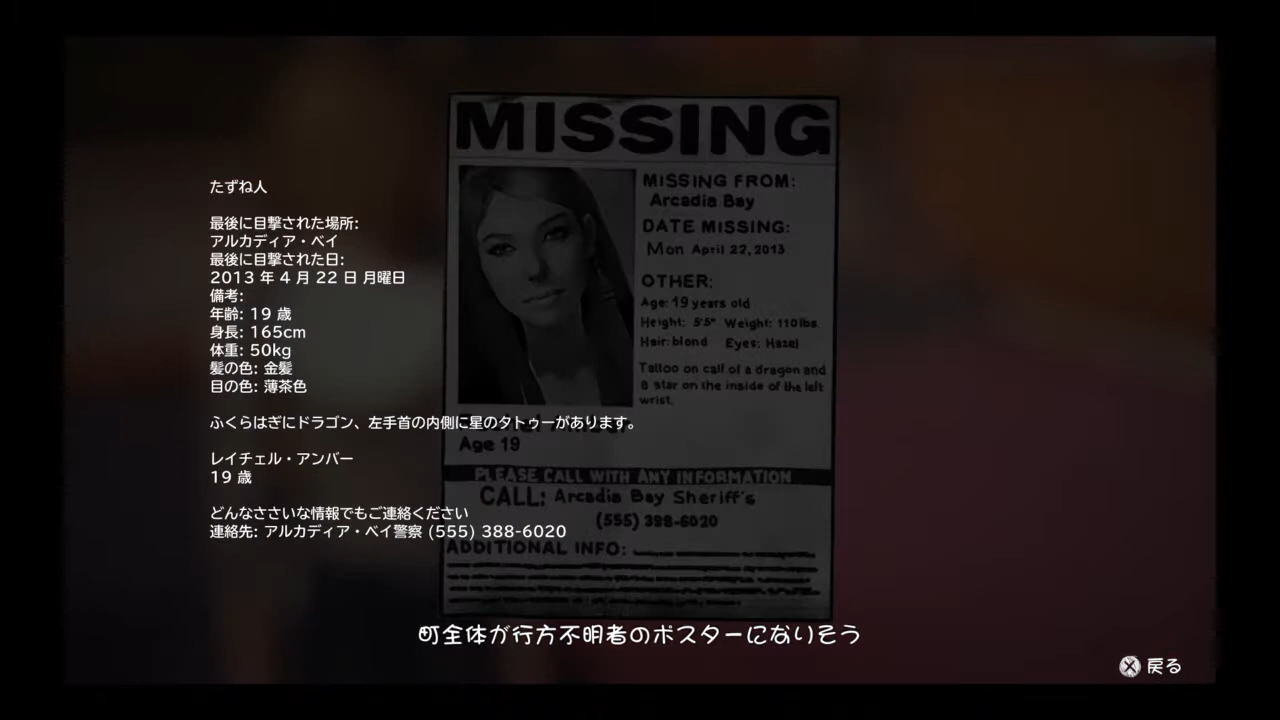 MISSING
MISSING FROM:
Arcadia Bay
DATE MISSING:
Mon April 22, 2013
OTHER:
Age: 19 years old
Height: 5'5" Weight: 110lbs
Hair: blond Eyes: Hazel
Tattoo on calf of a dragon and
a star on the inside of the left
wrist.
Age 19
PLEASE CALL WITH ANY INFORMATION
CALL: Arcadia Bay Sheriff's
(555) 388-6020
ADDITIONAL INFO:
たずね人
最後に目撃された場所:
アルカディア・ベイ
最後に目撃された日:
2013 年 4 月 22 日 月曜日
備考:
年齢: 19 歳
身長: 165cm
体重: 50kg
髪の色: 金髪
目の色: 薄茶色
ふくらはぎにドラゴン、左手首の内側に星のタトゥーがあります。
レイチェル・アンバー
19 歳
どんなささいな情報でもご連絡ください
連絡先: アルカディア・ベイ警察 (555) 388-6020
町全体が行方不明者のポスターになりそう
戻る